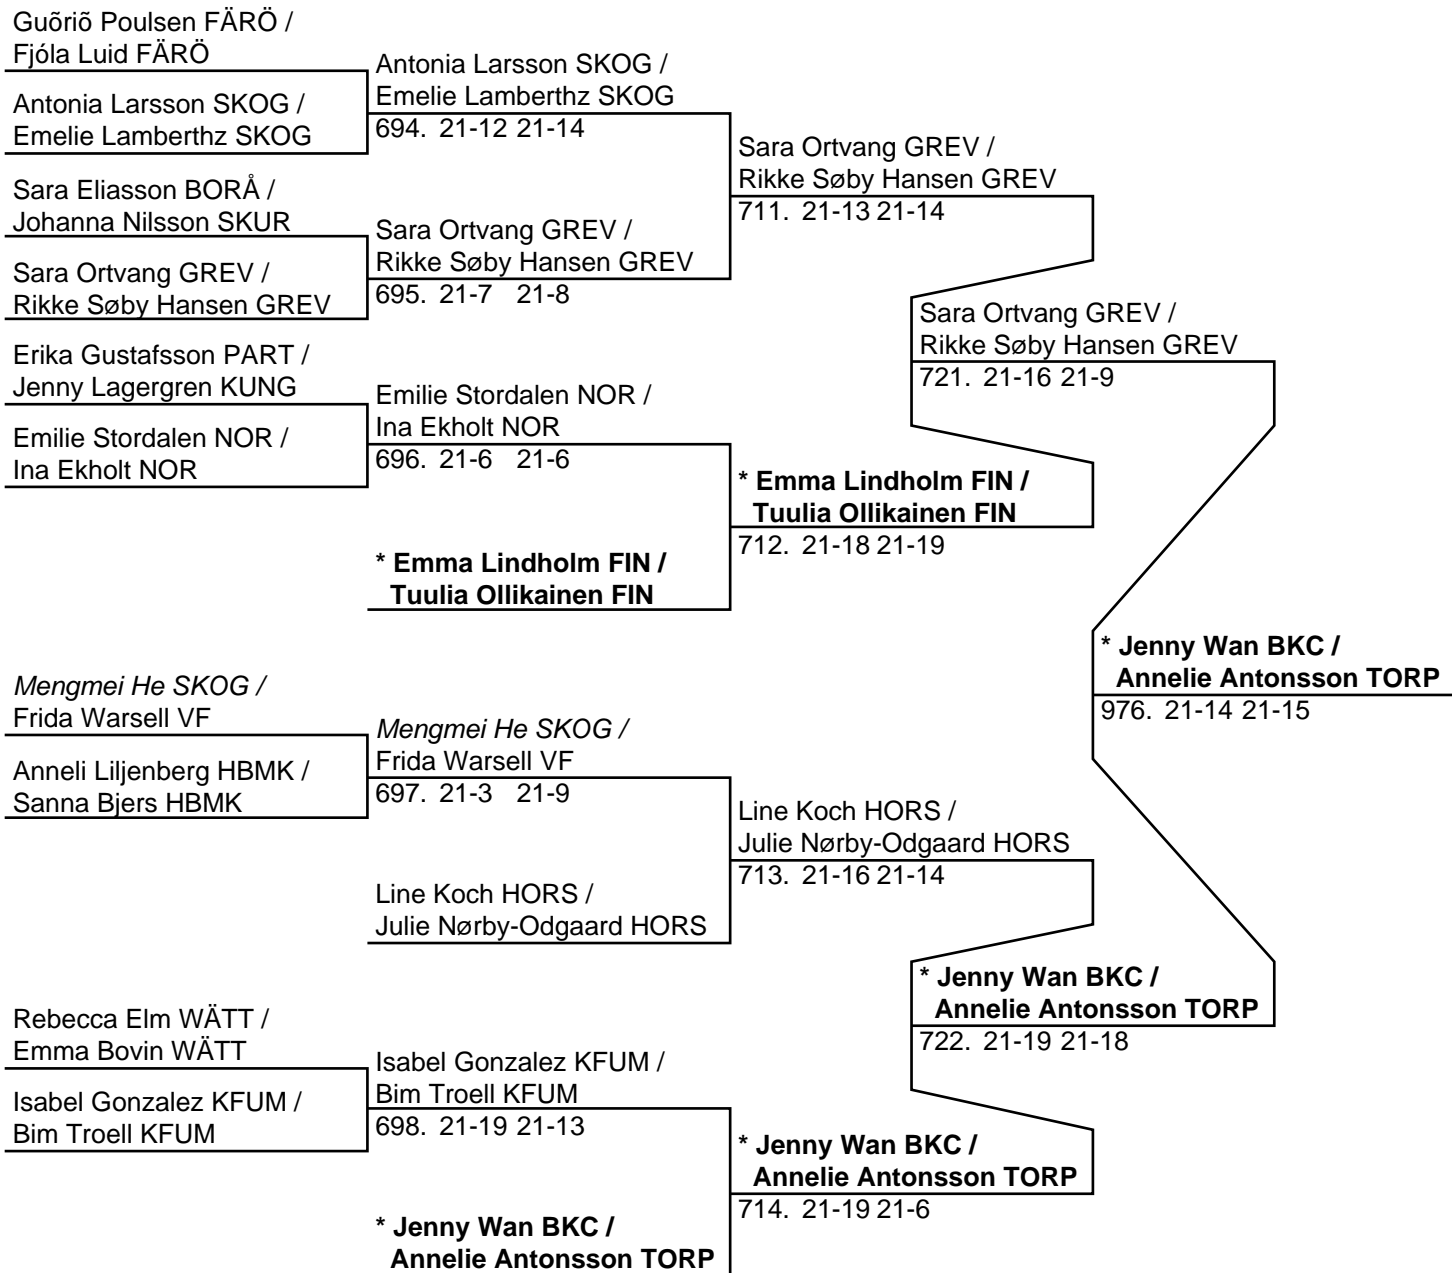 Guõriõ Poulsen FÄRÖ /
Fjóla Luid FÄRÖ
Antonia Larsson SKOG /
Emelie Lamberthz SKOG
Sara Eliasson BORÅ /
Johanna Nilsson SKUR
Sara Ortvang GREV /
Rikke Søby Hansen GREV
Erika Gustafsson PART /
Jenny Lagergren KUNG
Emilie Stordalen NOR /
Ina Ekholt NOR
Mengmei He SKOG /
Frida Warsell VF
Anneli Liljenberg HBMK /
Sanna Bjers HBMK
Rebecca Elm WÄTT /
Emma Bovin WÄTT
Isabel Gonzalez KFUM /
Bim Troell KFUM
Antonia Larsson SKOG /
Emelie Lamberthz SKOG
694. 21-12 21-14
Sara Ortvang GREV /
Rikke Søby Hansen GREV
695. 21-7 21-8
Emilie Stordalen NOR /
Ina Ekholt NOR
696. 21-6 21-6
* Emma Lindholm FIN /
Tuulia Ollikainen FIN
Mengmei He SKOG /
Frida Warsell VF
697. 21-3 21-9
Line Koch HORS /
Julie Nørby-Odgaard HORS
Isabel Gonzalez KFUM /
Bim Troell KFUM
698. 21-19 21-13
* Jenny Wan BKC /
Annelie Antonsson TORP
Sara Ortvang GREV /
Rikke Søby Hansen GREV
711. 21-13 21-14
* Emma Lindholm FIN /
Tuulia Ollikainen FIN
712. 21-18 21-19
Line Koch HORS /
Julie Nørby-Odgaard HORS
713. 21-16 21-14
* Jenny Wan BKC /
Annelie Antonsson TORP
714. 21-19 21-6
Sara Ortvang GREV /
Rikke Søby Hansen GREV
721. 21-16 21-9
* Jenny Wan BKC /
Annelie Antonsson TORP
722. 21-19 21-18
* Jenny Wan BKC /
Annelie Antonsson TORP
976. 21-14 21-15